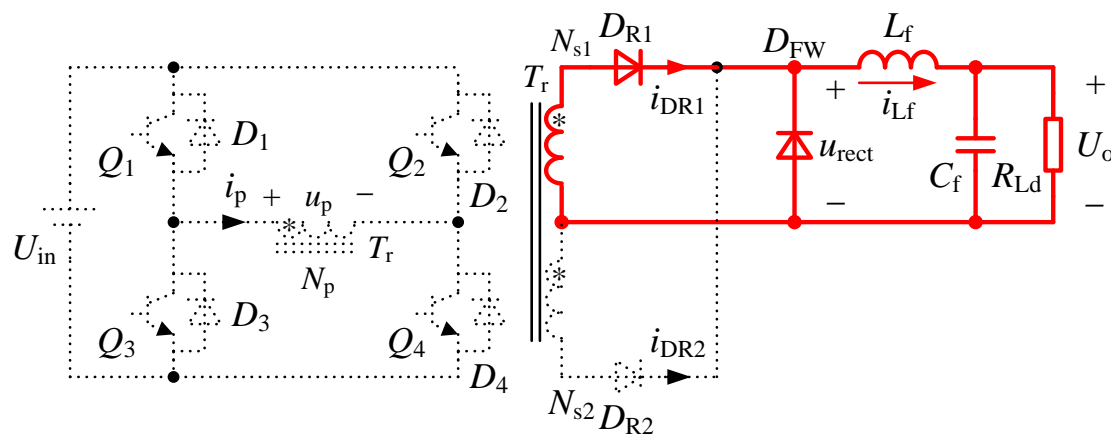 N_s1 D_R1 D_FW L_f
T_r
* i_DR1 + i_Lf +
Q_1 D_1 Q_2 u_rect C_f R_Ld U_o
i_p + u_p − D_2 − −
U_in * T_r
N_p *
Q_3 D_3 Q_4 i_DR2
D_4 N_s2 D_R2